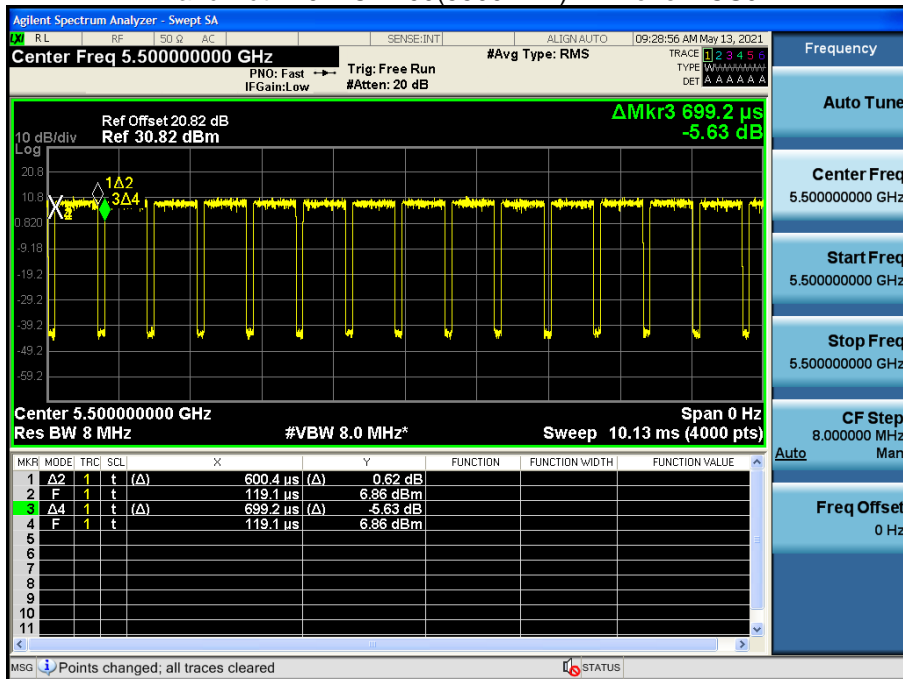 Agilent Spectrum Analyzer - Swept SA
LXI RL RF 50 Ω AC SENSE:INT ALIGN AUTO 09:28:56 AM May 13, 2021
Center Freq 5.500000000 GHz #Avg Type: RMS TRACE 1 2 3 4 5 6
PNO: Fast Trig: Free Run TYPE
IFGain:Low #Atten: 20 dB DET A A A A A A
Frequency
Auto Tune
Center Freq
5.500000000 GHz
Start Freq
5.500000000 GHz
Stop Freq
5.500000000 GHz
CF Step
8.000000 MHz
Auto Man
Freq Offset
0 Hz
ΔMkr3 699.2 µs
-5.63 dB
Ref Offset 20.82 dB
10 dB/div Ref 30.82 dBm
Log
20.8
10.8
0.820
-9.18
-19.2
-29.2
-39.2
-49.2
-59.2
1Δ2
3Δ4
Center 5.500000000 GHz Span 0 Hz
Res BW 8 MHz #VBW 8.0 MHz* Sweep 10.13 ms (4000 pts)
MKR MODE TRC SCL X Y FUNCTION FUNCTION WIDTH FUNCTION VALUE
1 Δ2 1 t (Δ) 600.4 µs (Δ) 0.62 dB
2 F 1 t 119.1 µs 6.86 dBm
3 Δ4 1 t (Δ) 699.2 µs (Δ) -5.63 dB
4 F 1 t 119.1 µs 6.86 dBm
5
6
7
8
9
10
11
MSG Points changed; all traces cleared STATUS